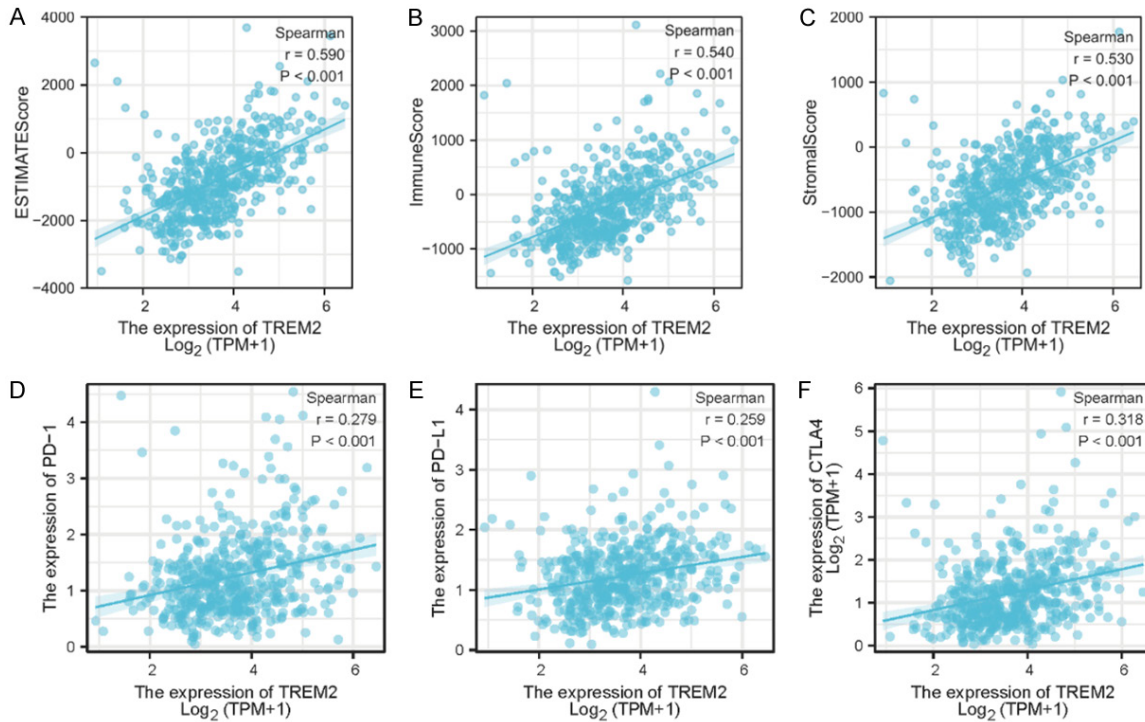 A
ESTIMATEScore
4000
2000
0
−2000
−4000
Spearman
r = 0.590
P < 0.001
2
4
6
The expression of TREM2
Log2 (TPM+1)
B
ImmuneScore
3000
2000
1000
0
−1000
Spearman
r = 0.540
P < 0.001
2
4
6
The expression of TREM2
Log2 (TPM+1)
C
StromalScore
2000
1000
0
−1000
−2000
Spearman
r = 0.530
P < 0.001
2
4
6
The expression of TREM2
Log2 (TPM+1)
D
The expression of PD−1
4
3
2
1
0
Spearman
r = 0.279
P < 0.001
2
4
6
The expression of TREM2
Log2 (TPM+1)
E
The expression of PD−L1
4
3
2
1
0
Spearman
r = 0.259
P < 0.001
2
4
6
The expression of TREM2
Log2 (TPM+1)
F
The expression of CTLA4
Log2 (TPM+1)
6
5
4
3
2
1
0
Spearman
r = 0.318
P < 0.001
2
4
6
The expression of TREM2
Log2 (TPM+1)